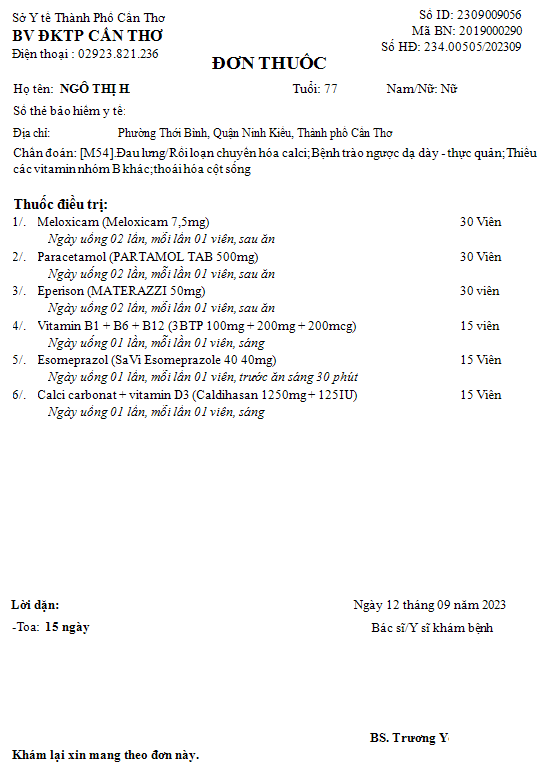 Sở Y tế Thành Phố Cần Thơ
BV ĐKTP CẦN THƠ
Điện thoại : 02923.821.236
Số ID: 2309009056
Mã BN: 2019000290
Số HĐ: 234.00505/202309
ĐƠN THUỐC
Họ tên: NGÔ THỊ H
Tuổi: 77
Nam/Nữ: Nữ
Số thẻ bảo hiểm y tế:
Địa chỉ: Phường Thới Bình, Quận Ninh Kiều, Thành phố Cần Thơ
Chẩn đoán: [M54].Đau lưng/Rối loạn chuyển hóa calci;Bệnh trào ngược dạ dày - thực quản;Thiếu
các vitamin nhóm B khác;thoái hóa cột sống
Thuốc điều trị:
1/. Meloxicam (Meloxicam 7,5mg) 30 Viên
Ngày uống 02 lần, mỗi lần 01 viên, sau ăn
2/. Paracetamol (PARTAMOL TAB 500mg) 30 Viên
Ngày uống 02 lần, mỗi lần 01 viên, sau ăn
3/. Eperison (MATERAZZI 50mg) 30 viên
Ngày uống 02 lần, mỗi lần 01 viên, sau ăn
4/. Vitamin B1 + B6 + B12 (3BTP 100mg + 200mg + 200mcg) 15 viên
Ngày uống 01 lần, mỗi lần 01 viên, sáng
5/. Esomeprazol (SaVi Esomeprazole 40 40mg) 15 Viên
Ngày uống 01 lần, mỗi lần 01 viên, trước ăn sáng 30 phút
6/. Calci carbonat + vitamin D3 (Caldihasan 1250mg + 125IU) 15 Viên
Ngày uống 01 lần, mỗi lần 01 viên, sáng
Lời dặn:
Ngày 12 tháng 09 năm 2023
-Toa: 15 ngày
Bác sĩ/Y sĩ khám bệnh
BS. Trương
Khám lại xin mang theo đơn này.